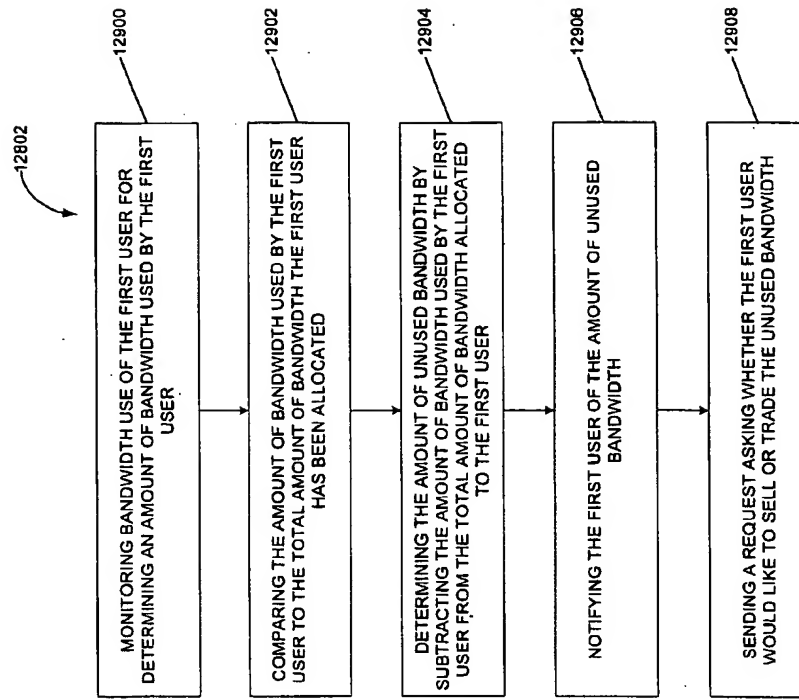 12802
MONITORING BANDWIDTH USE OF THE FIRST USER FOR
DETERMINING AN AMOUNT OF BANDWIDTH USED BY THE FIRST
USER
12900
COMPARING THE AMOUNT OF BANDWIDTH USED BY THE FIRST
USER TO THE TOTAL AMOUNT OF BANDWIDTH THE FIRST USER
HAS BEEN ALLOCATED
12902
DETERMINING THE AMOUNT OF UNUSED BANDWIDTH BY
SUBTRACTING THE AMOUNT OF BANDWIDTH USED BY THE FIRST
USER FROM THE TOTAL AMOUNT OF BANDWIDTH ALLOCATED
TO THE FIRST USER
12904
NOTIFYING THE FIRST USER OF THE AMOUNT OF UNUSED
BANDWIDTH
12906
SENDING A REQUEST ASKING WHETHER THE FIRST USER
WOULD LIKE TO SELL OR TRADE THE UNUSED BANDWIDTH
12908